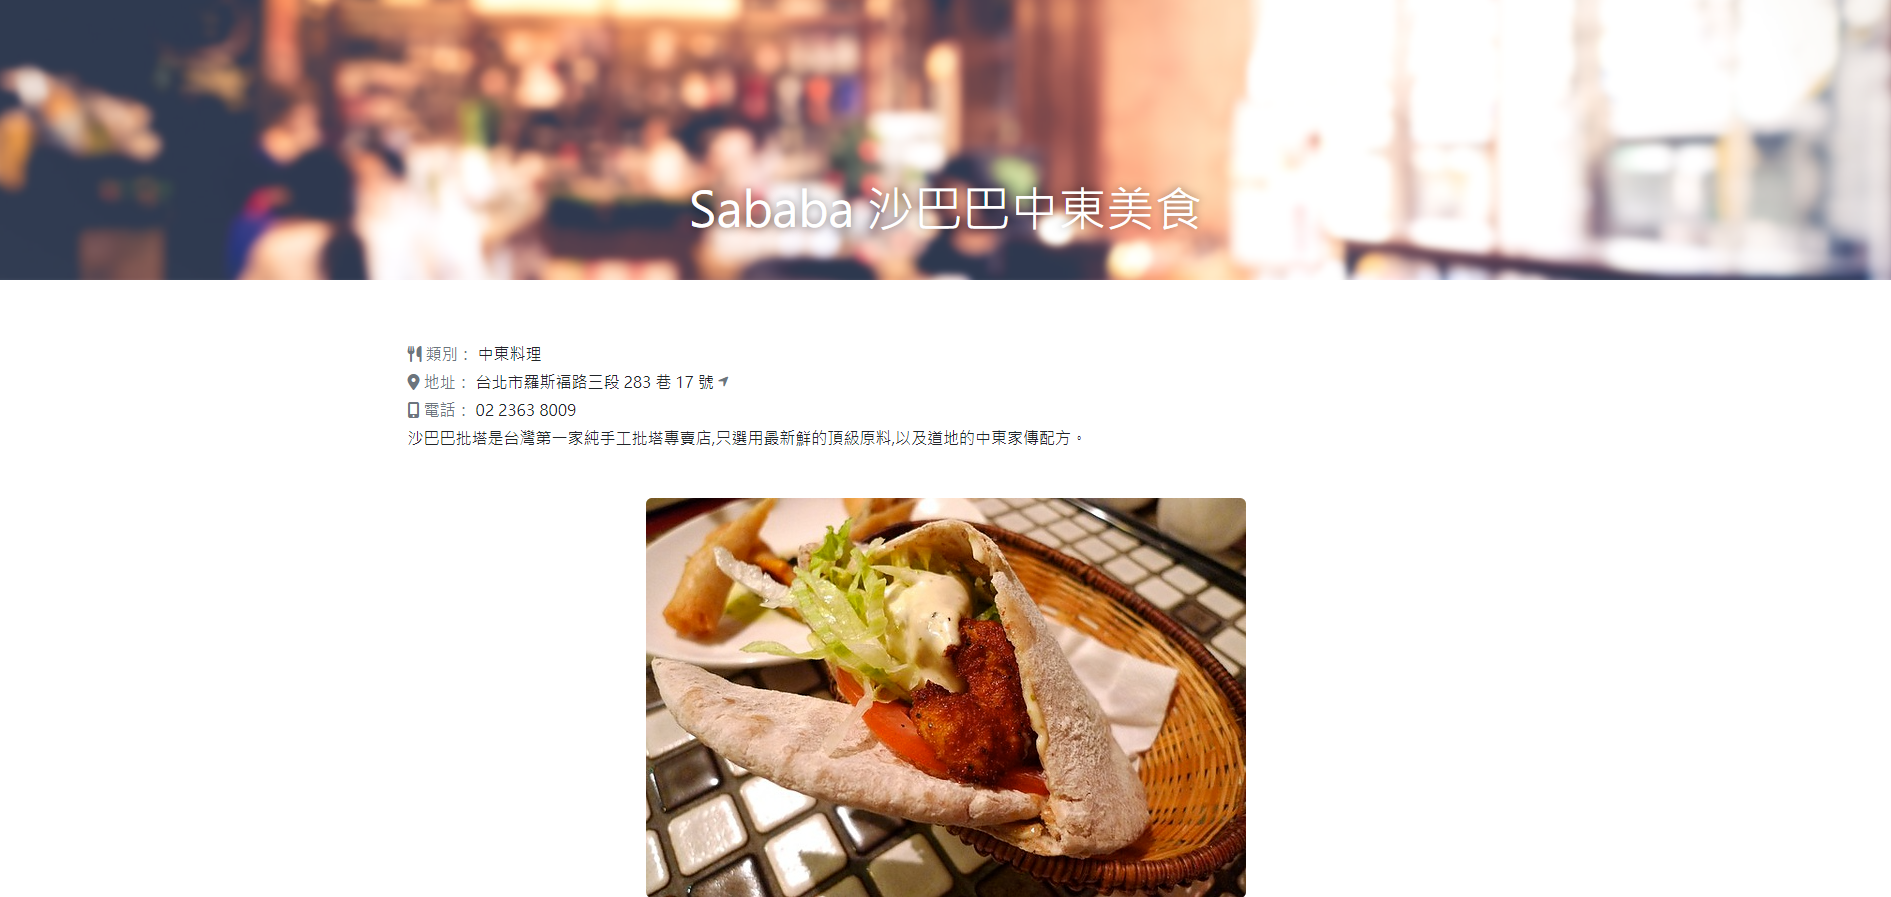 Sababa 沙巴巴中東美食
類別： 中東料理
地址： 台北市羅斯福路三段 283 巷 17 號
電話： 02 2363 8009
沙巴巴批塔是台灣第一家純手工批塔專賣店,只選用最新鮮的頂級原料,以及道地的中東家傳配方。